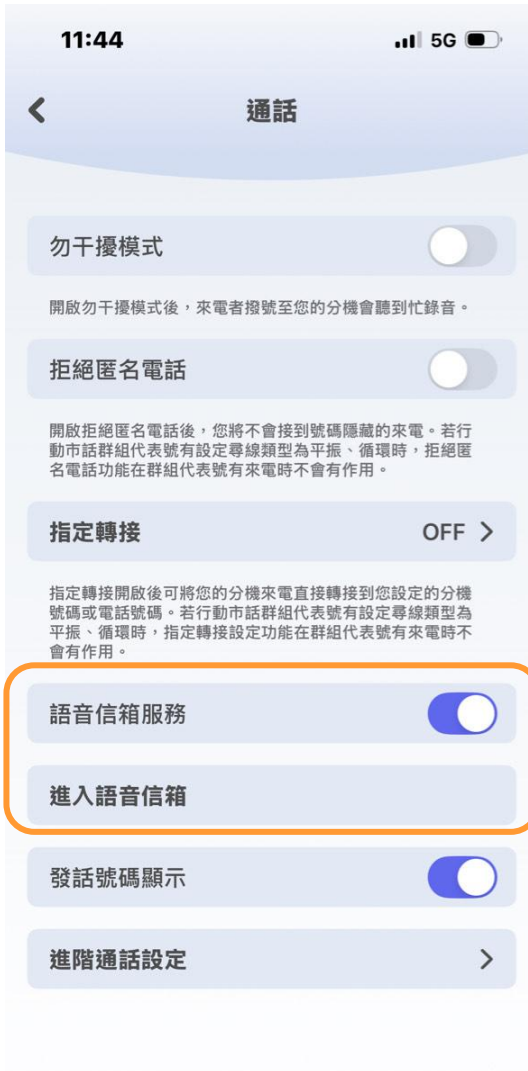 11:44 5G
通話
勿干擾模式
開啟勿干擾模式後，來電者撥號至您的分機會聽到忙錄音。
拒絕匿名電話
開啟拒絕匿名電話後，您將不會接到號碼隱藏的來電。若行
動市話群組代表號有設定尋線類型為平振、循環時，拒絕匿
名電話功能在群組代表號有來電時不會有作用。
指定轉接 OFF
指定轉接開啟後可將您的分機來電直接轉接到您設定的分機
號碼或電話號碼。若行動市話群組代表號有設定尋線類型為
平振、循環時，指定轉接設定功能在群組代表號有來電時不
會有作用。
語音信箱服務
進入語音信箱
發話號碼顯示
進階通話設定